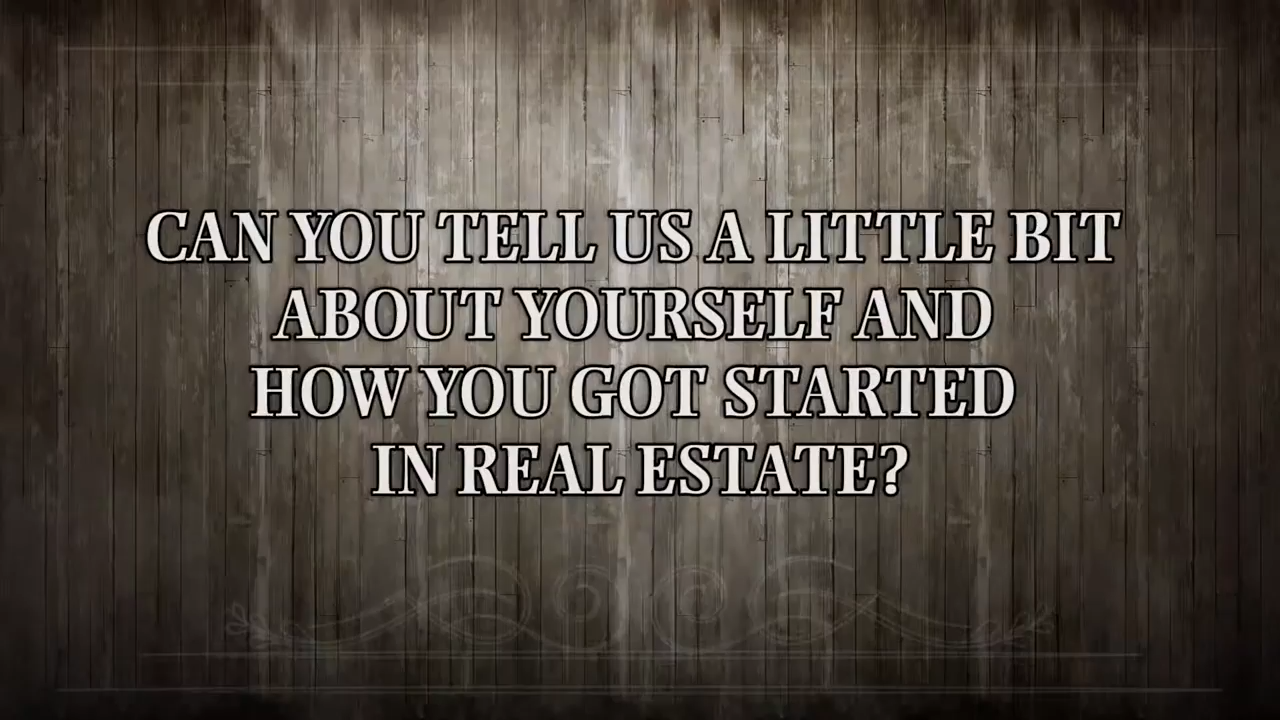 CAN YOU TELL US A LITTLE BIT
ABOUT YOURSELF AND
HOW YOU GOT STARTED
IN REAL ESTATE?